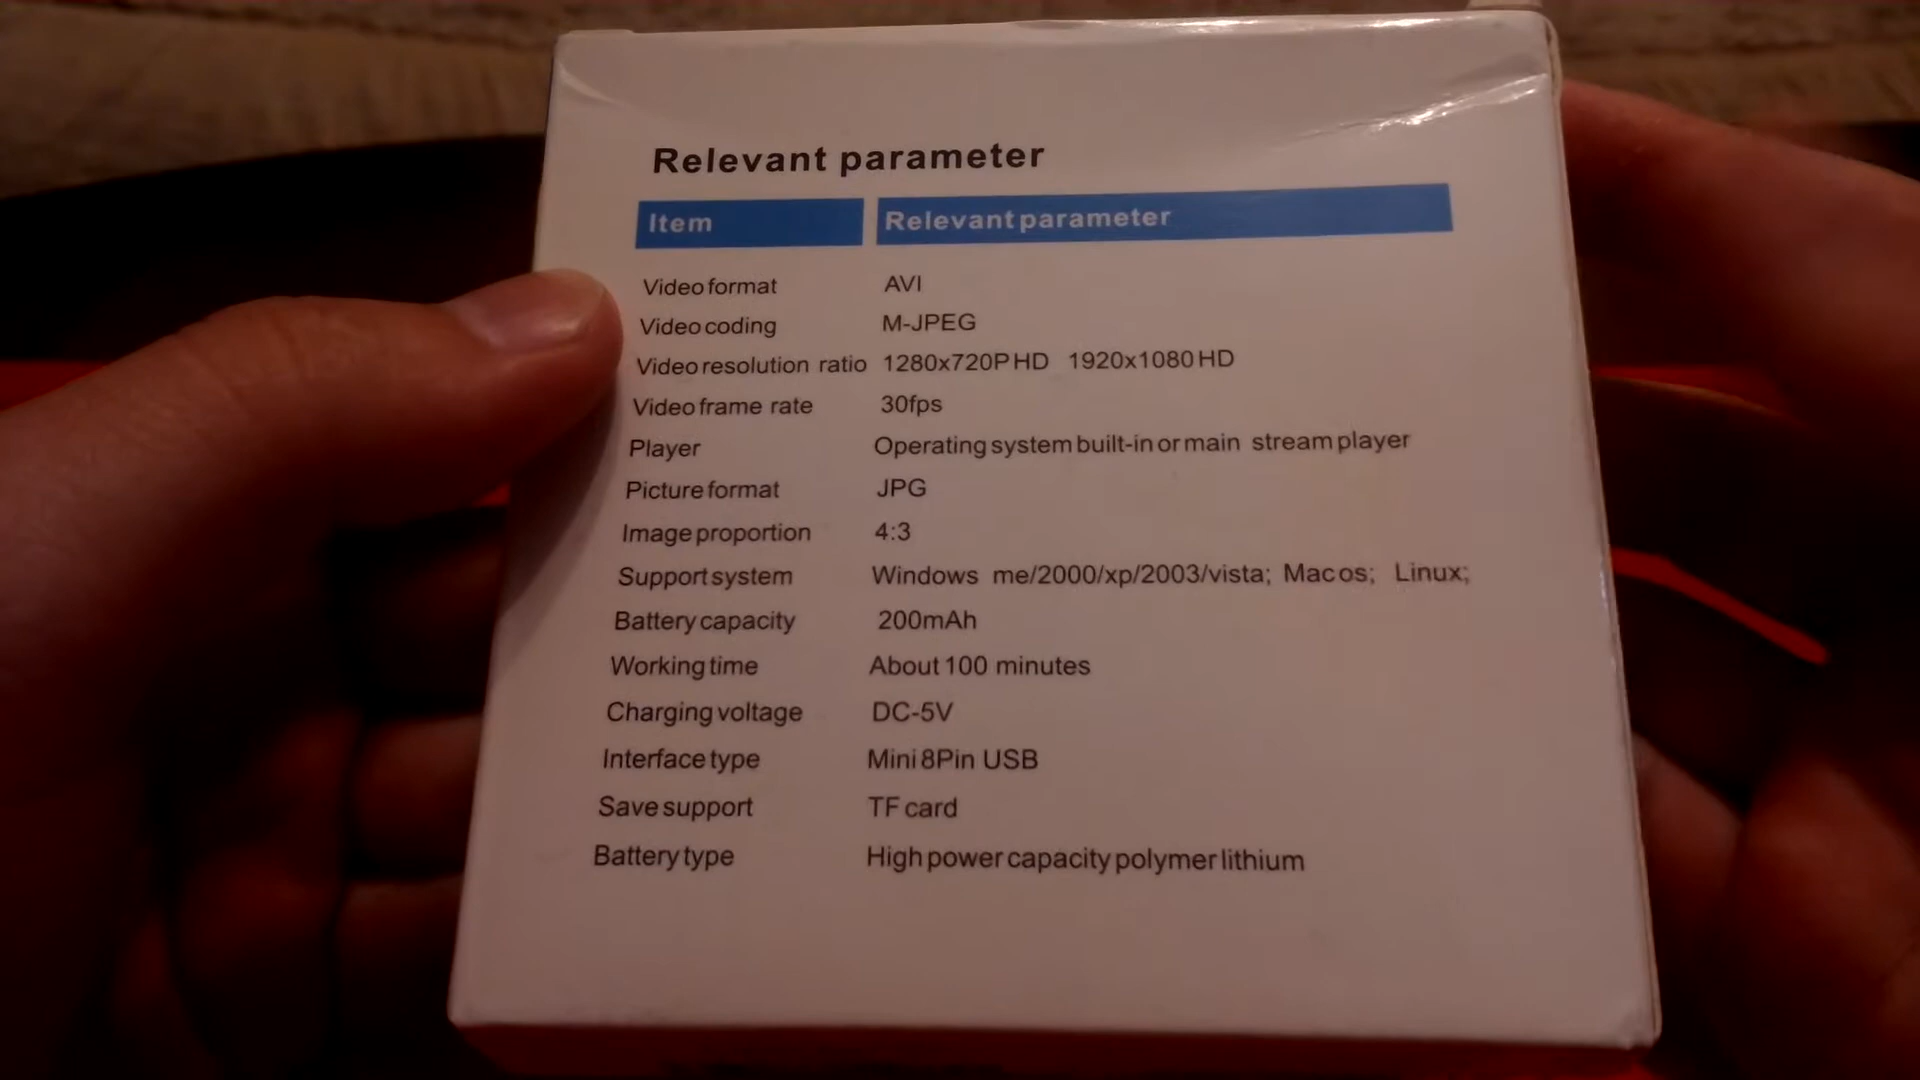 Relevant parameter
Item Relevant parameter
Video format AVI
Video coding M-JPEG
Video resolution ratio 1280x720P HD 1920x1080 HD
Video frame rate 30fps
Player Operating system built-in or main stream player
Picture format JPG
Image proportion 4:3
Support system Windows me/2000/xp/2003/vista; Mac os; Linux;
Battery capacity 200mAh
Working time About 100 minutes
Charging voltage DC-5V
Interface type Mini 8Pin USB
Save support TF card
Battery type High power capacity polymer lithium